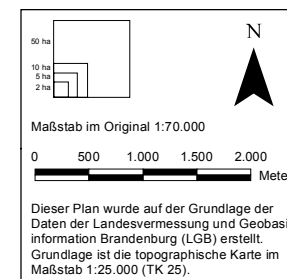 50 ha
10 ha
5 ha
2 ha
N
Maßstab im Original 1:70.000
0 500 1.000 1.500 2.000
Mete
Dieser Plan wurde auf der Grundlage der
Daten der Landesvermessung und Geobasi
information Brandenburg (LGB) erstellt.
Grundlage ist die topographische Karte im
Maßstab 1:25.000 (TK 25).